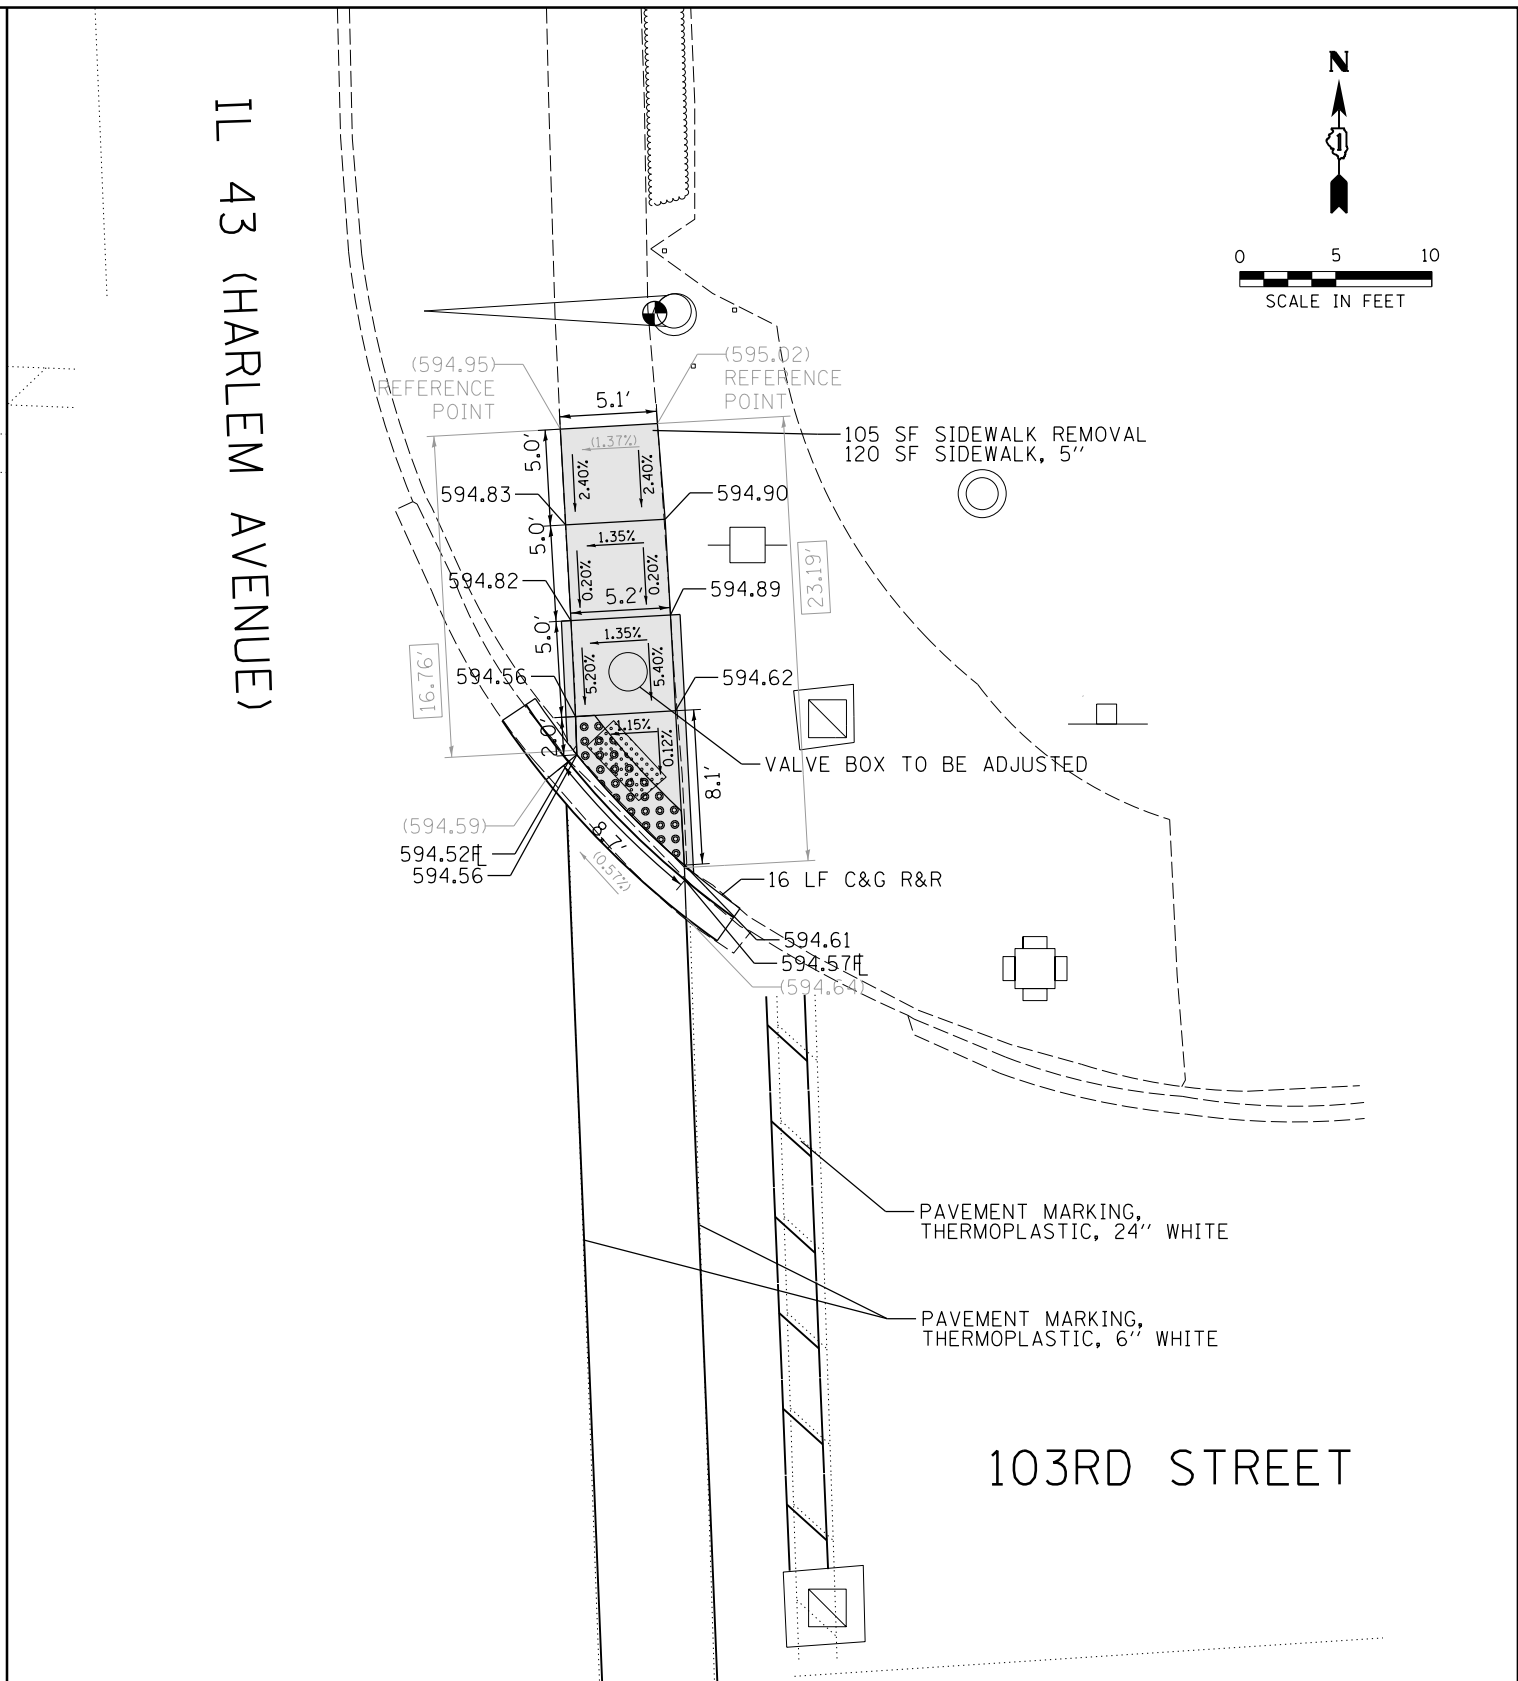 IL 43 (HARLEM AVENUE)
N
1
0 5 10
SCALE IN FEET
(594.95)
REFERENCE
POINT
(595.02)
REFERENCE
POINT
5.1'
105 SF SIDEWALK REMOVAL
120 SF SIDEWALK, 5''
5.0'
(1.37%)
2.40%
2.40%
594.83
594.90
5.0'
1.35%
0.20%
0.20%
23.19'
594.82
5.2'
594.89
5.0'
1.35%
5.20%
5.40%
16.76'
594.56
594.62
2.0'
1.15%
0.12%
8.1'
VALVE BOX TO BE ADJUSTED
(594.59)
594.52FL
594.56
8.7'
(0.57%)
16 LF C&G R&R
594.61
594.57FL
(594.64)
PAVEMENT MARKING,
THERMOPLASTIC, 24'' WHITE
PAVEMENT MARKING,
THERMOPLASTIC, 6'' WHITE
103RD STREET